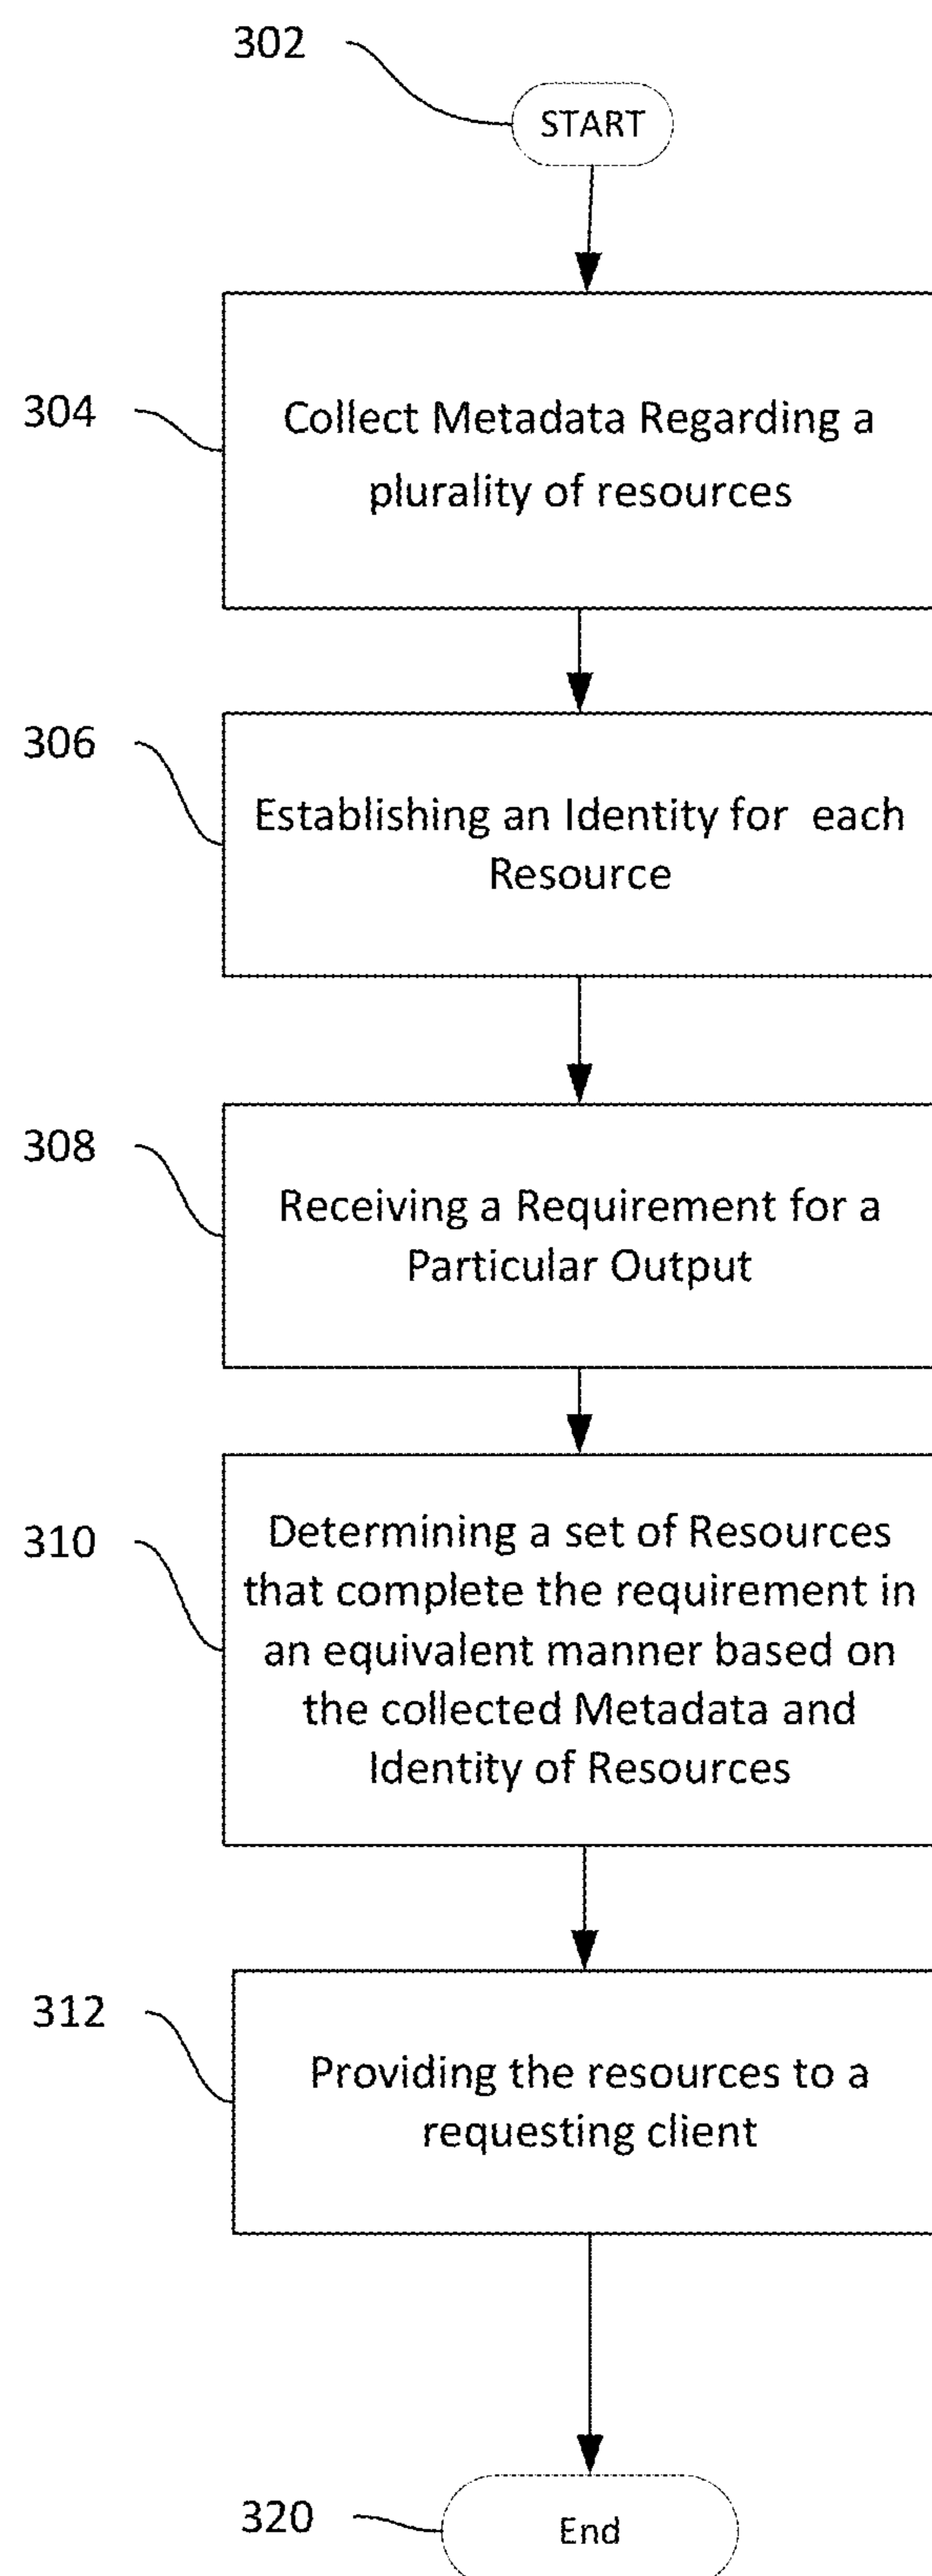 302
START
304
Collect Metadata Regarding a
plurality of resources
306
Establishing an Identity for each
Resource
308
Receiving a Requirement for a
Particular Output
310
Determining a set of Resources
that complete the requirement in
an equivalent manner based on
the collected Metadata and
Identity of Resources
312
Providing the resources to a
requesting client
320
End